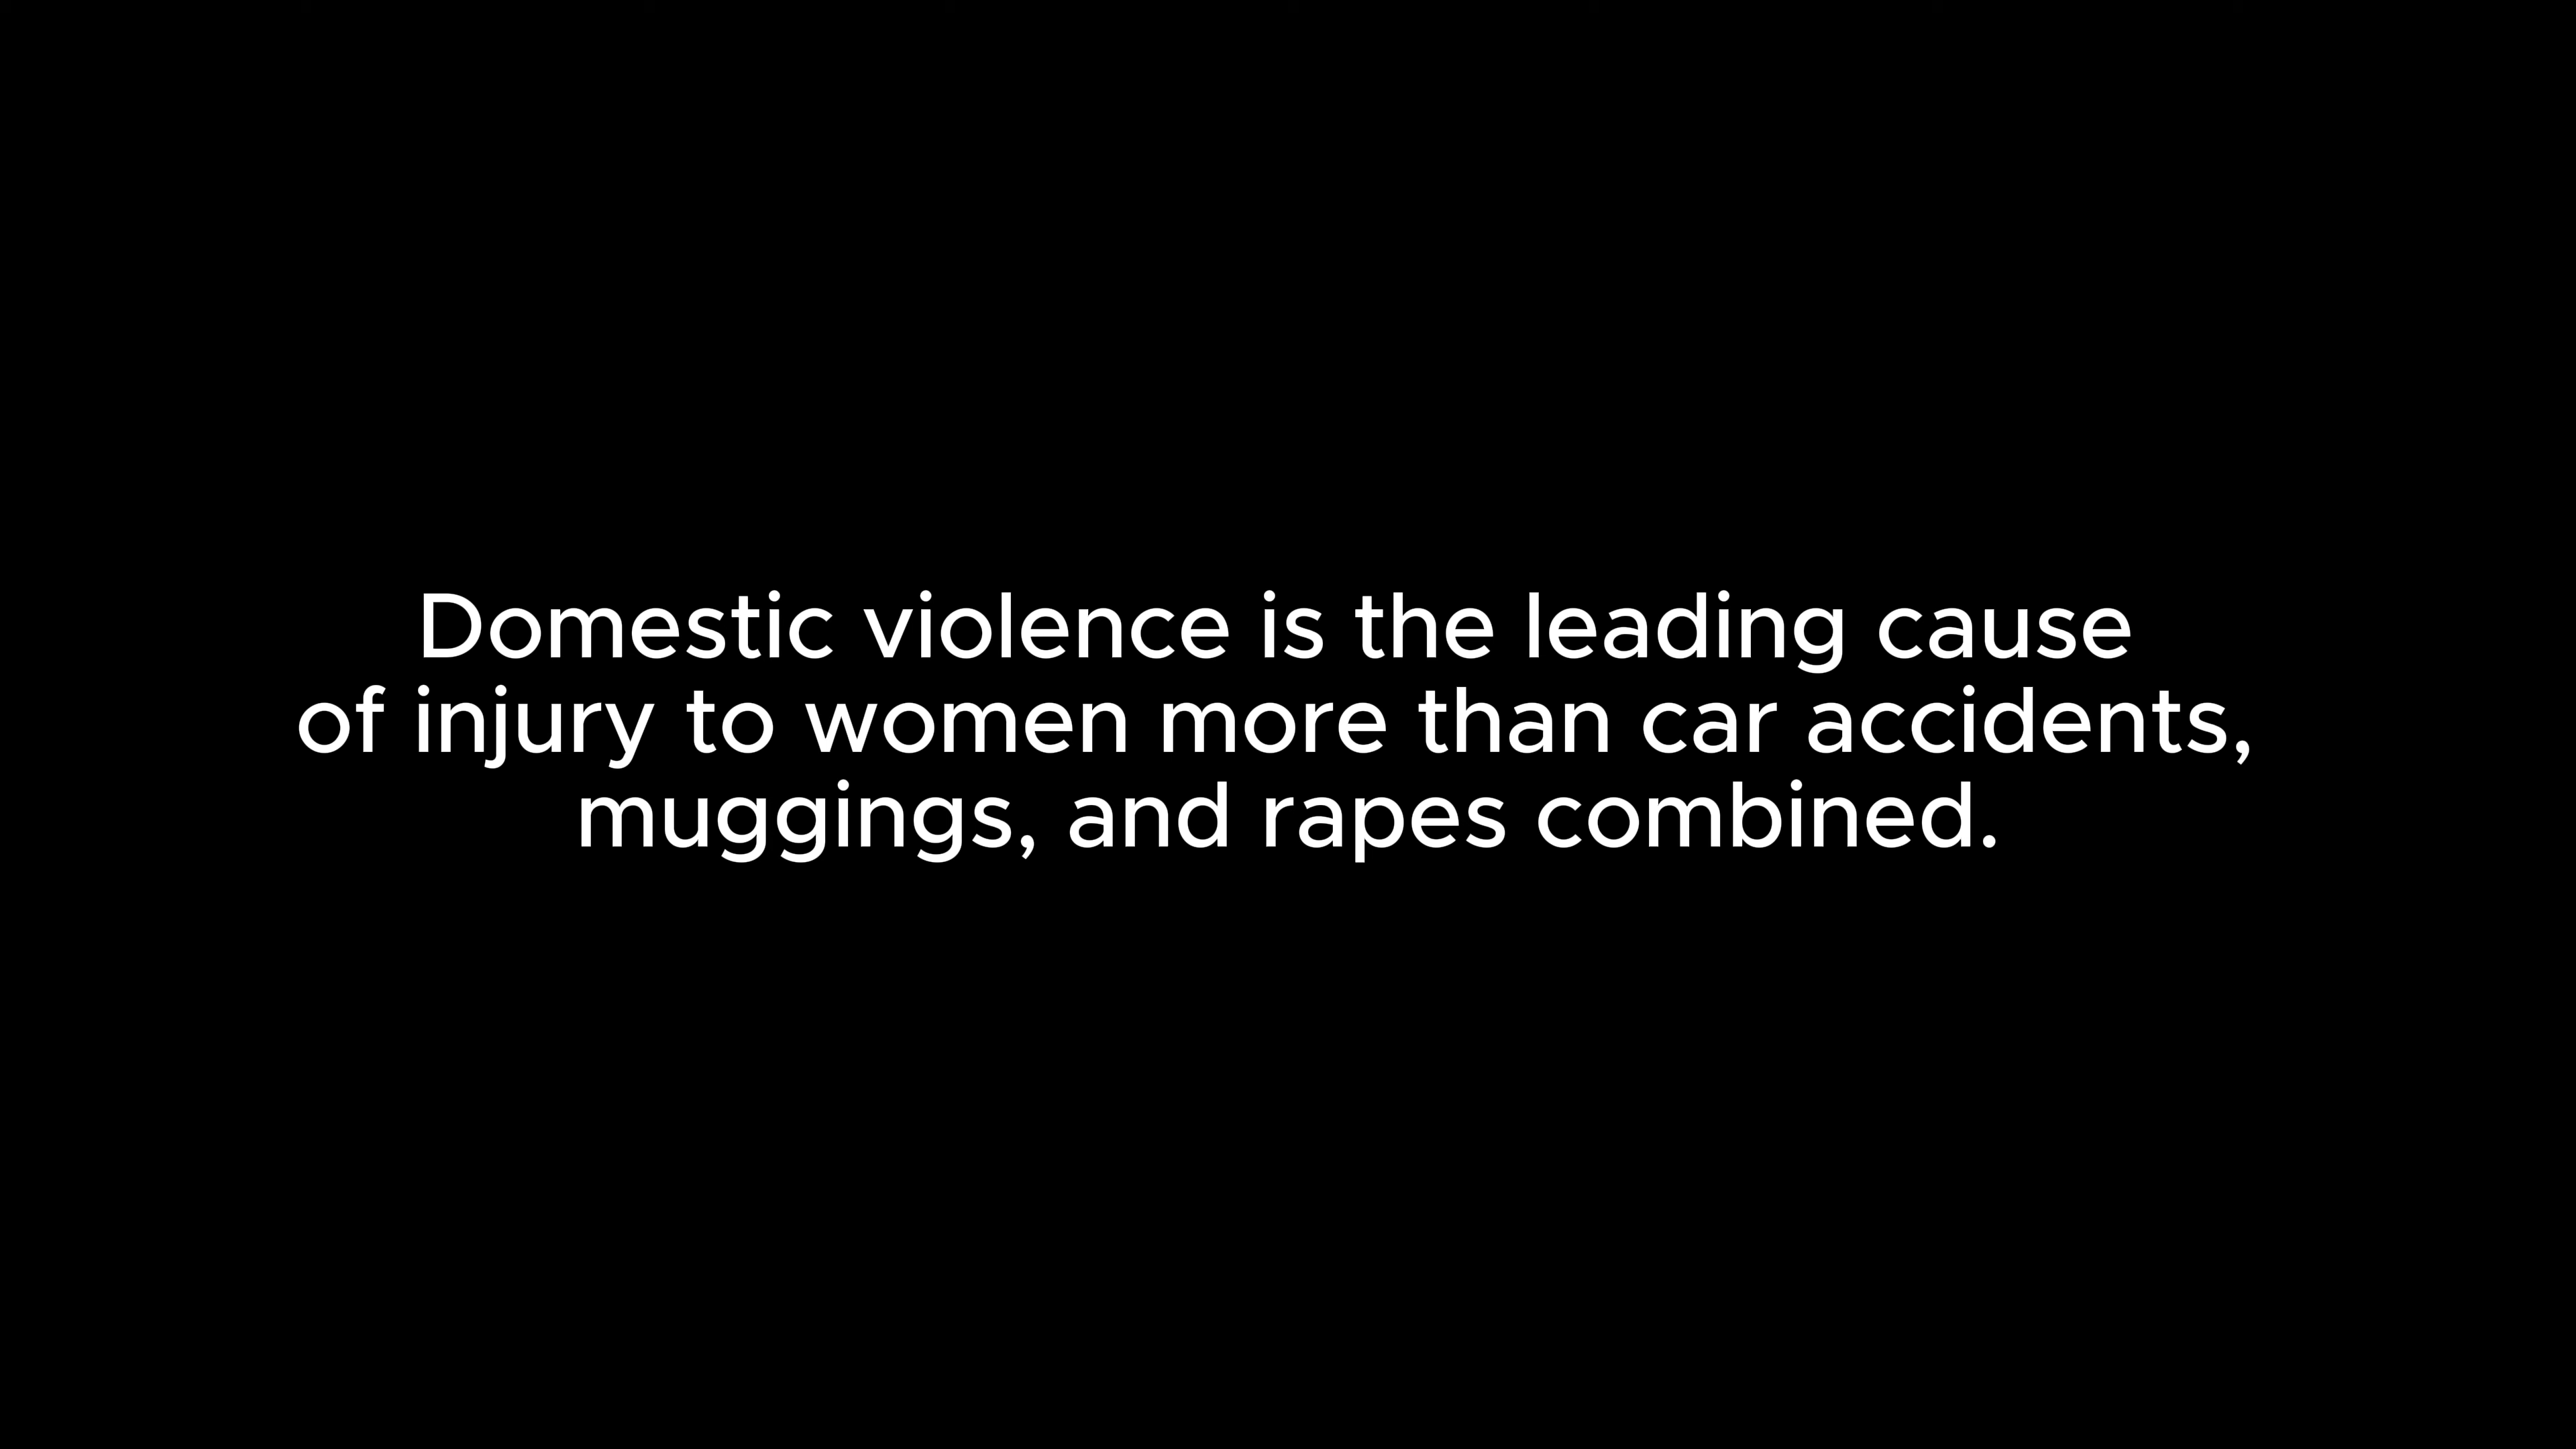 Domestic violence is the leading cause
of injury to women more than car accidents,
muggings, and rapes combined.